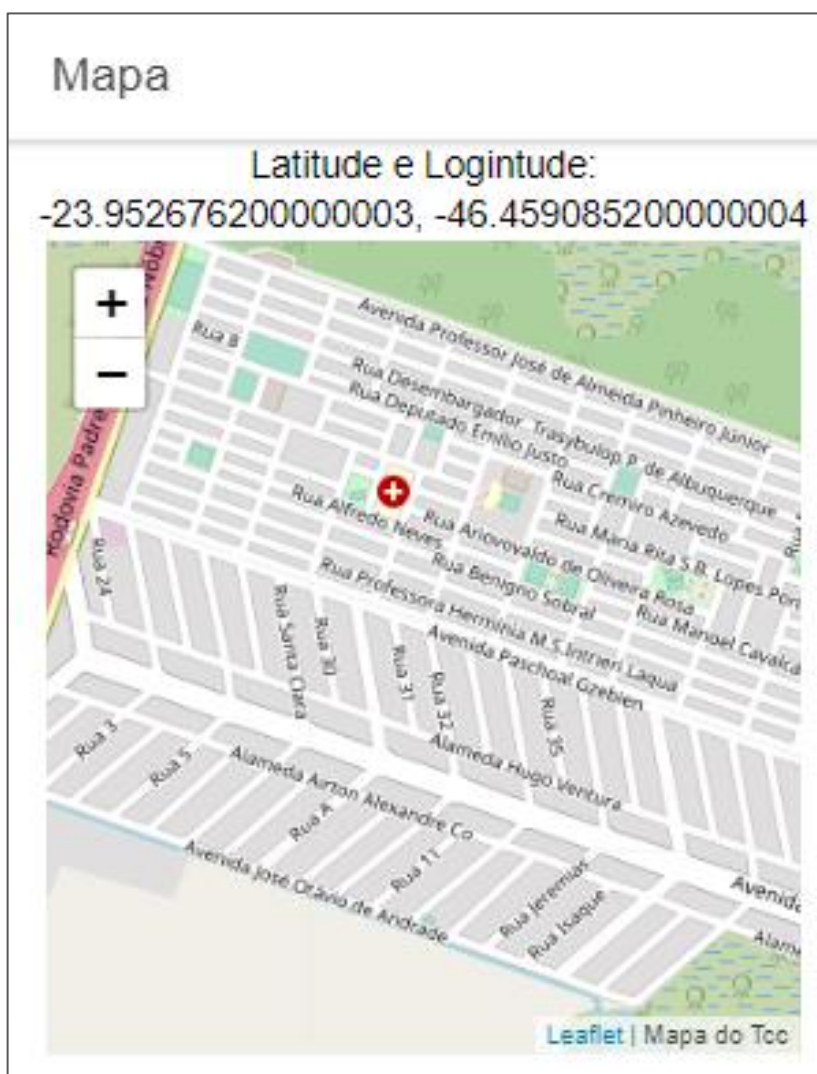 Mapa
Latitude e Logintude:
-23.952676200000003, -46.459085200000004
+
−
Rodovia Padre
Rua 8
Avenida Professor José de Almeida Pinheiro Júnior
Rua Desembargador Trasybulop P. de Albuquerque
Rua Deputado Emílio Justo
Rua Cremiro Azevedo
Rua Alfredo Neves
Rua Ariovovaldo de Oliveira Rosa
Rua Maria Rita S.B. Lopes
Rua Benigno Sobral
Rua Manoel
Rua 24
Rua Professora Hermínia M.S.Intrieri Laqua
Avenida Paschoal Gzebien
Rua Santa Clara
Rua 30
Rua 31
Rua 32
Rua 35
Alameda Hugo Ventura
Rua 3
Rua 5
Alameda Airton Alexandre Co
Rua A
Rua 11
Avenida José Otávio de Andrade
Rua Jeremias
Rua Isaque
Leaflet | Mapa do Tcc